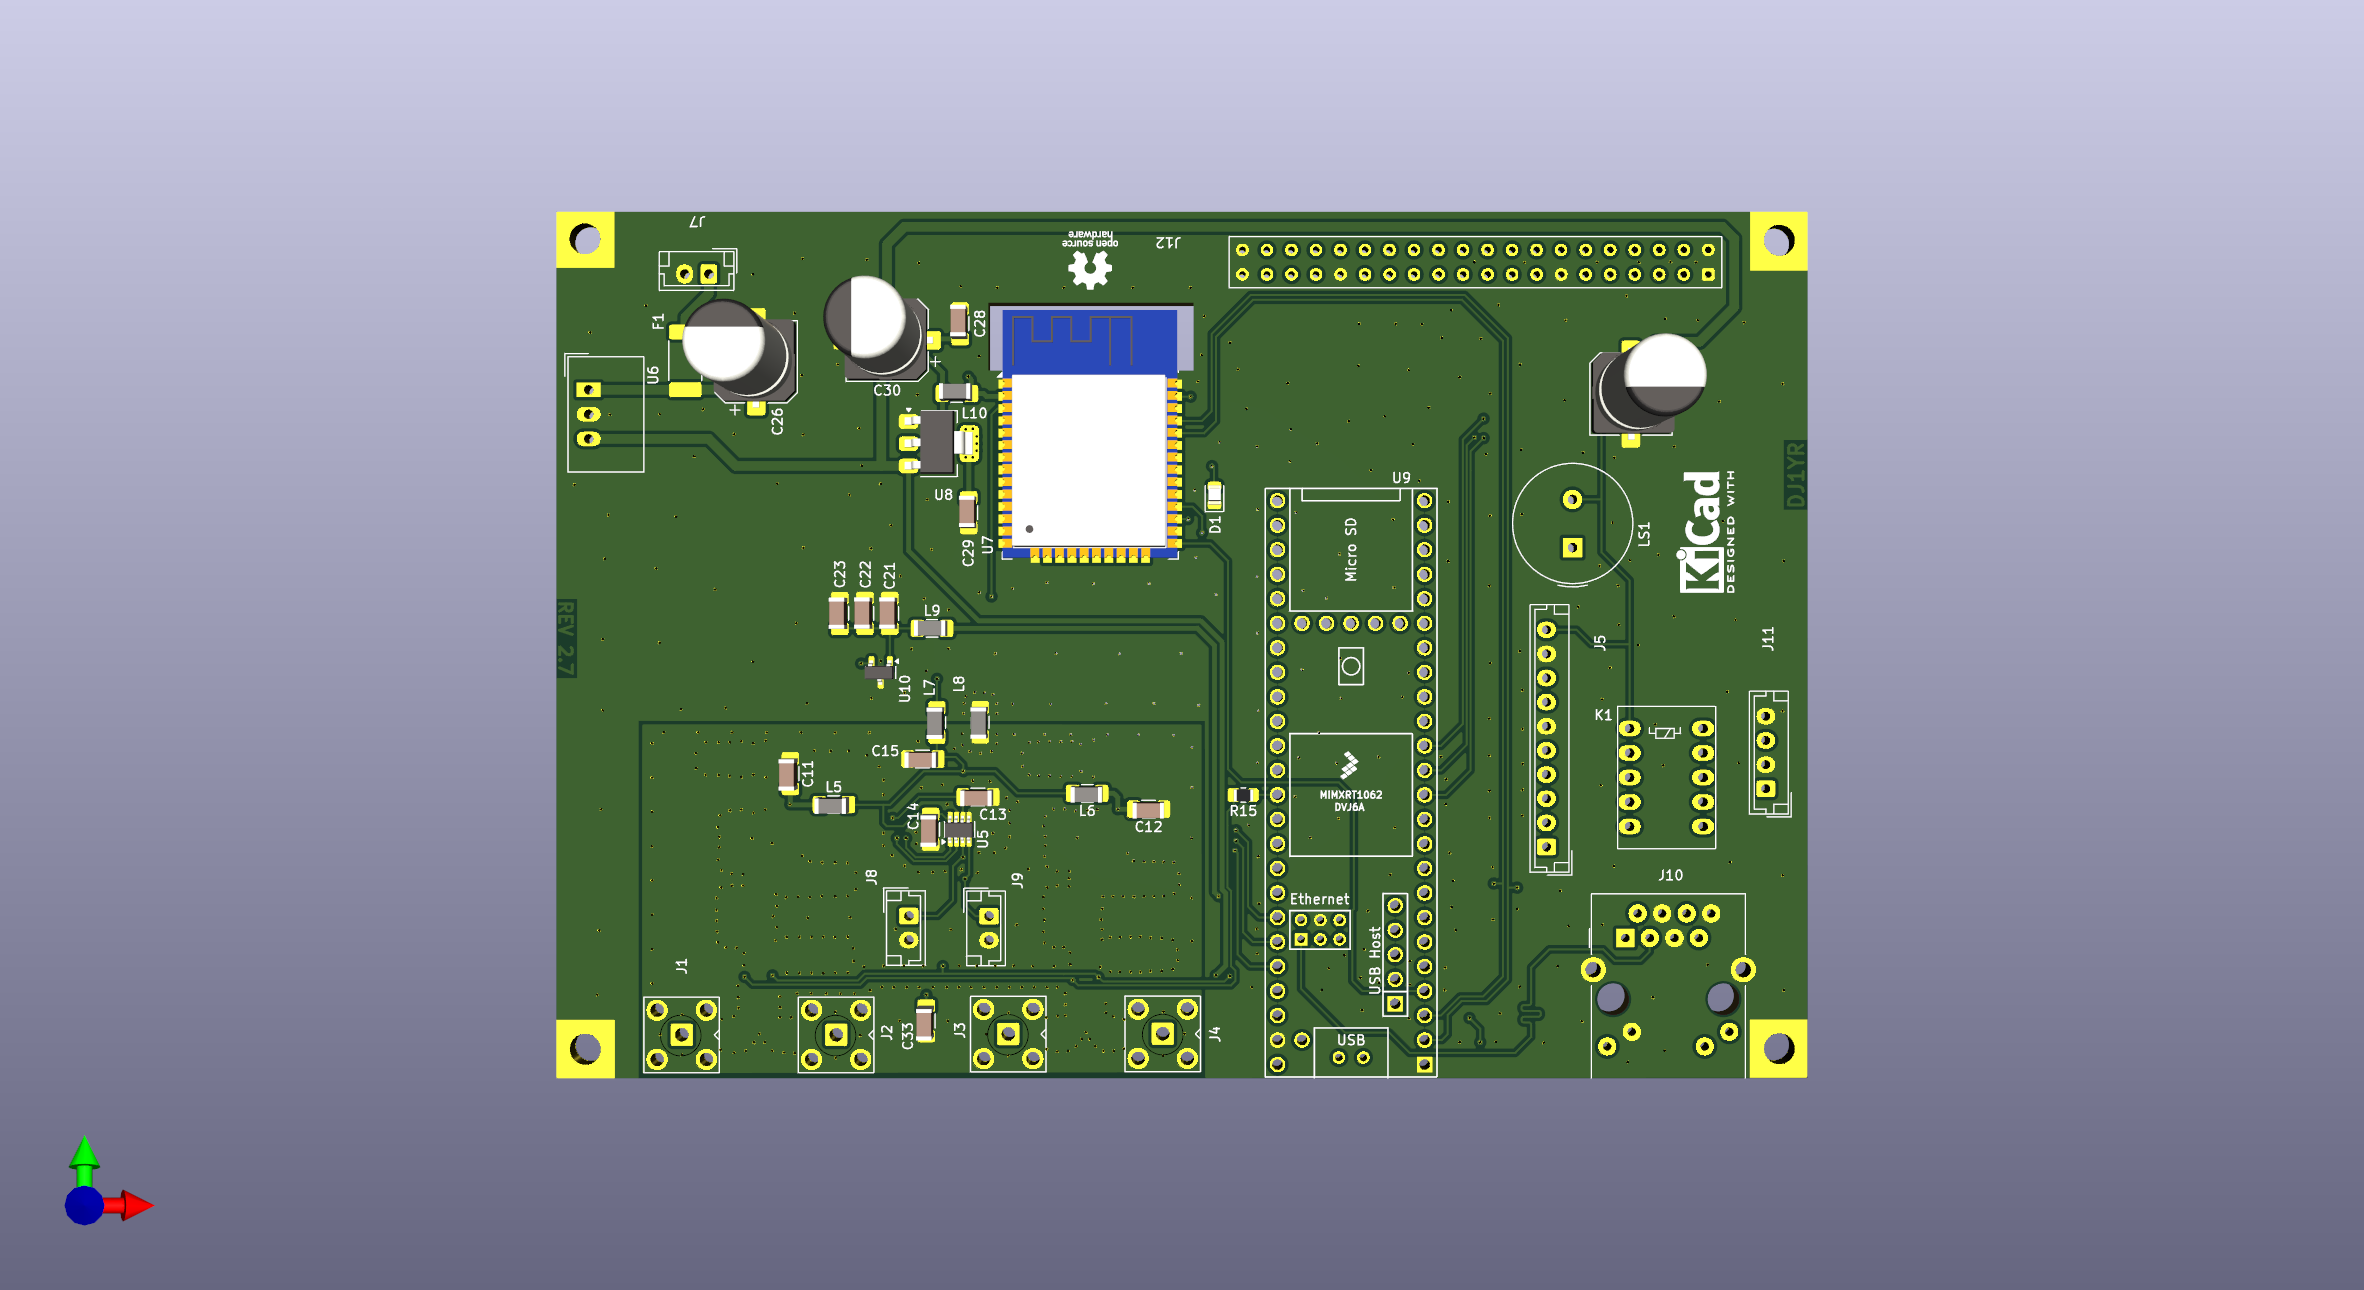 J7
open source
hardware
J12
F1
C28
U6
C30
+
+
C26
L10
U9
DJ1YR
U8
D1
Micro SD
KiCad
DESIGNED WITH
LS1
C29
U7
C23
C22
C21
L9
REV 2.7
J5
J11
U10
L7
L8
K1
C15
C11
L5
MIMXRT1062
DVJ6A
R15
L6
C12
C13
C14
U5
J8
J9
J10
Ethernet
USB Host
J1
J2
C33
J3
J4
USB